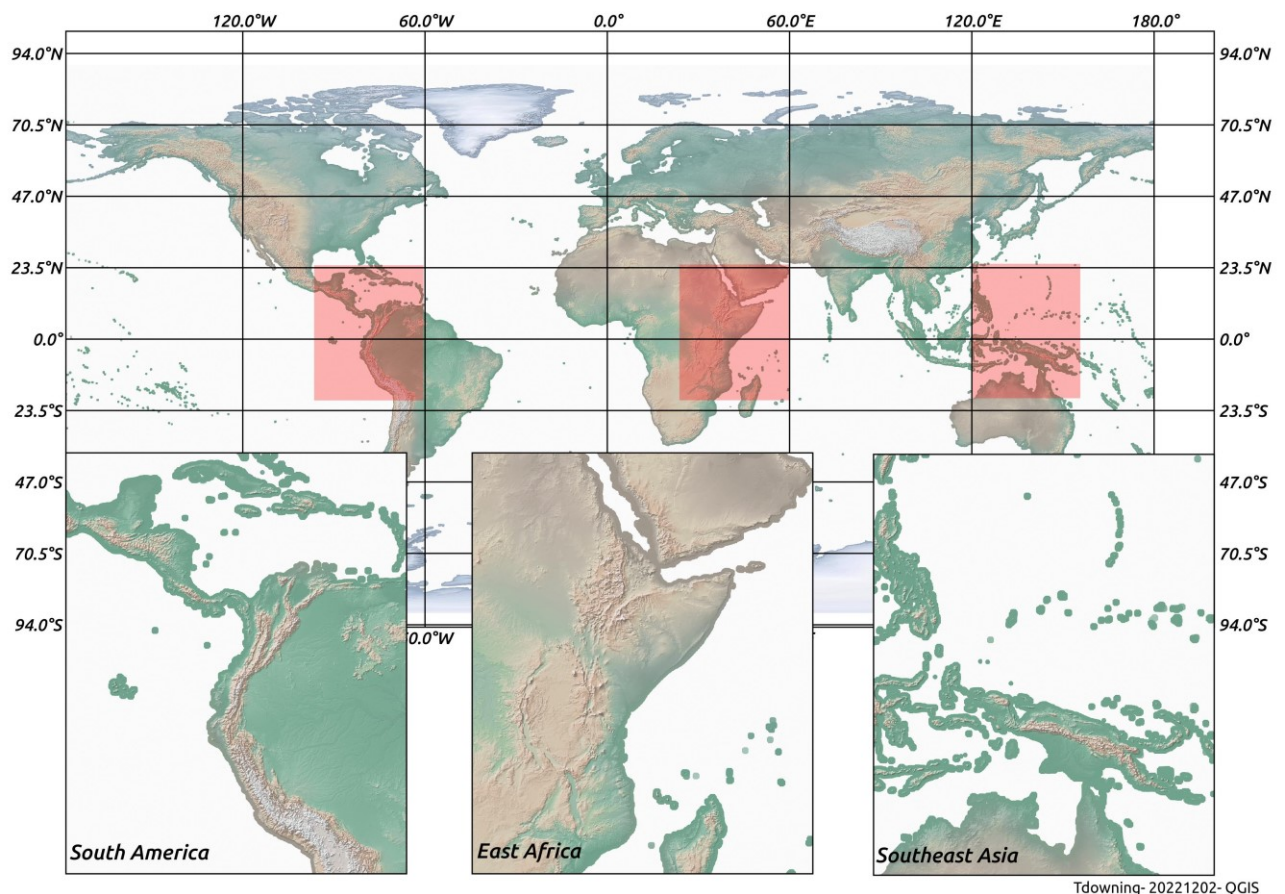 120.0°W 60.0°W 0.0° 60.0°E 120.0°E 180.0°
94.0°N 94.0°N
70.5°N 70.5°N
47.0°N 47.0°N
23.5°N 23.5°N
0.0° 0.0°
23.5°S 23.5°S
47.0°S 47.0°S
70.5°S 70.5°S
94.0°S 94.0°S
0.0°W
South America
East Africa
Southeast Asia
Tdowning- 20221202- QGIS